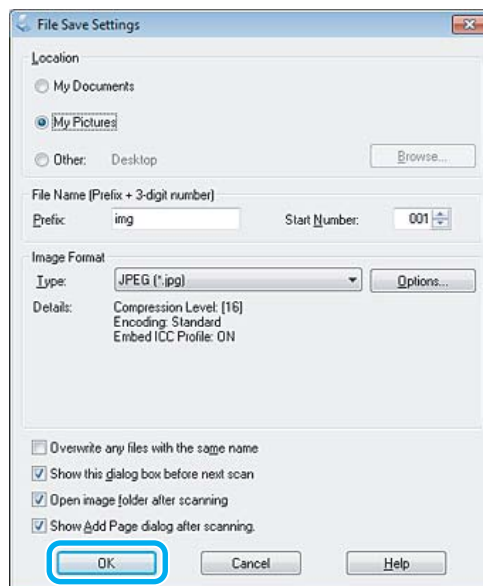 File Save Settings
Location
My Documents
My Pictures
Other: Desktop Browse...
File Name (Prefix + 3-digit number)
Prefix: img Start Number: 001
Image Format
Type: JPEG (*.jpg) Options...
Details: Compression Level: [16]
Encoding: Standard
Embed ICC Profile: ON
Overwrite any files with the same name
Show this dialog box before next scan
Open image folder after scanning
Show Add Page dialog after scanning.
OK Cancel Help